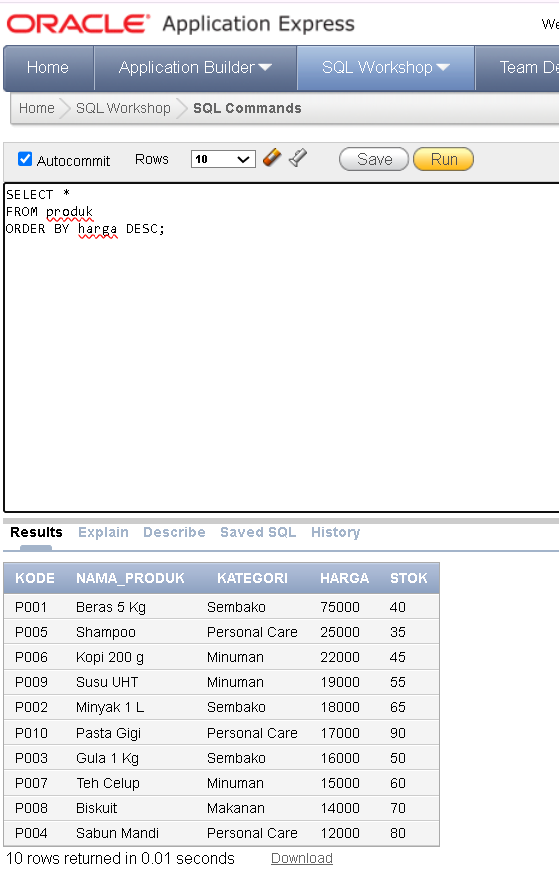 ORACLE® Application Express
We
Home Application Builder SQL Workshop Team De
Home SQL Workshop SQL Commands
Autocommit Rows 10 Save Run
SELECT *
FROM produk
ORDER BY harga DESC;
Results Explain Describe Saved SQL History
KODE NAMA_PRODUK KATEGORI HARGA STOK
P001 Beras 5 Kg Sembako 75000 40
P005 Shampoo Personal Care 25000 35
P006 Kopi 200 g Minuman 22000 45
P009 Susu UHT Minuman 19000 55
P002 Minyak 1 L Sembako 18000 65
P010 Pasta Gigi Personal Care 17000 90
P003 Gula 1 Kg Sembako 16000 50
P007 Teh Celup Minuman 15000 60
P008 Biskuit Makanan 14000 70
P004 Sabun Mandi Personal Care 12000 80
10 rows returned in 0.01 seconds Download